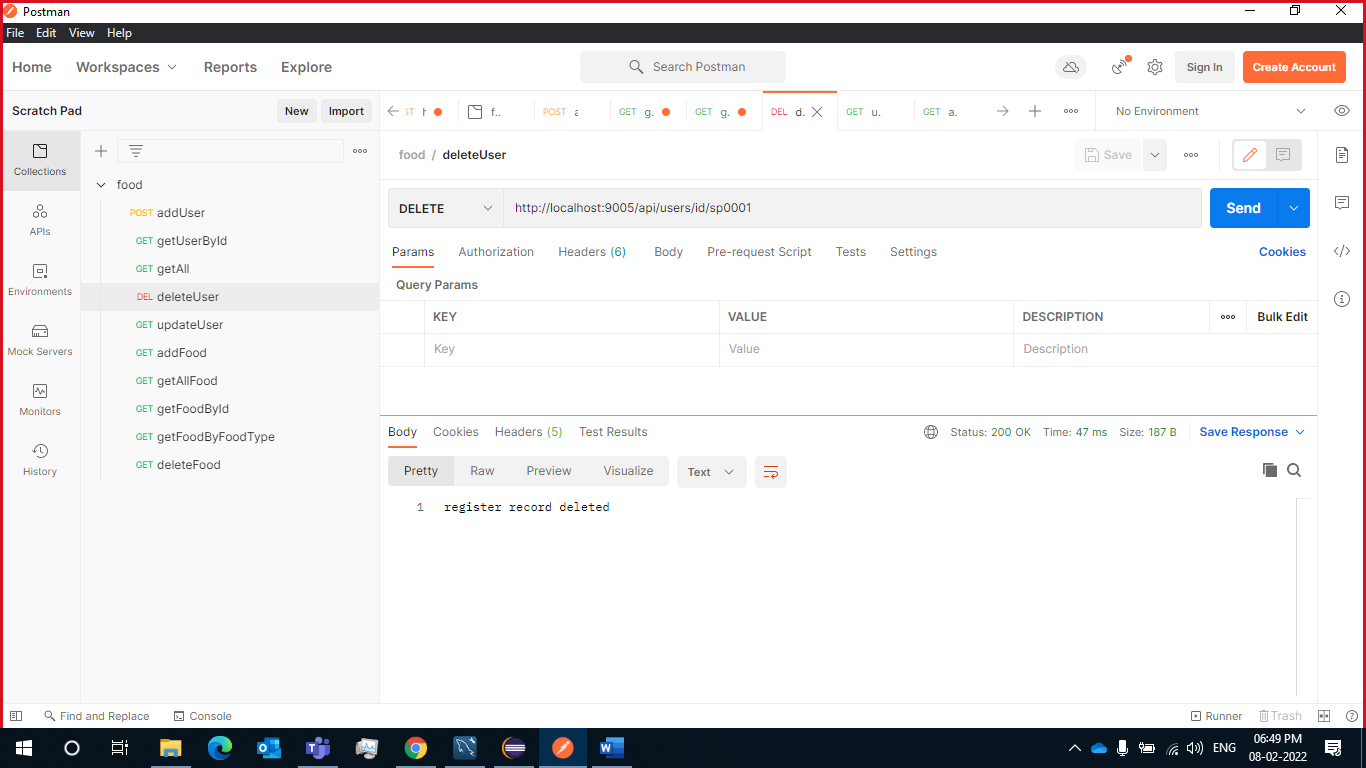 Postman
File Edit View Help
Home Workspaces Reports Explore
Search Postman
Sign In
Create Account
Scratch Pad
New
Import
GET g.
GET g.
DEL d.
GET u.
GET a.
No Environment
Collections
APIs
Environments
Mock Servers
Monitors
History
food
POST addUser
GET getUserById
GET getAll
DEL deleteUser
GET updateUser
GET addFood
GET getAllFood
GET getFoodById
GET getFoodByFoodType
GET deleteFood
food / deleteUser
Save
DELETE
http://localhost:9005/api/users/id/sp0001
Send
Params Authorization Headers (6) Body Pre-request Script Tests Settings
Cookies
Query Params
KEY VALUE DESCRIPTION
Bulk Edit
Key Value Description
Body Cookies Headers (5) Test Results
Status: 200 OK Time: 47 ms Size: 187 B
Save Response
Pretty Raw Preview Visualize
Text
1 register record deleted
Find and Replace
Console
Runner
Trash
ENG
06:49 PM
08-02-2022